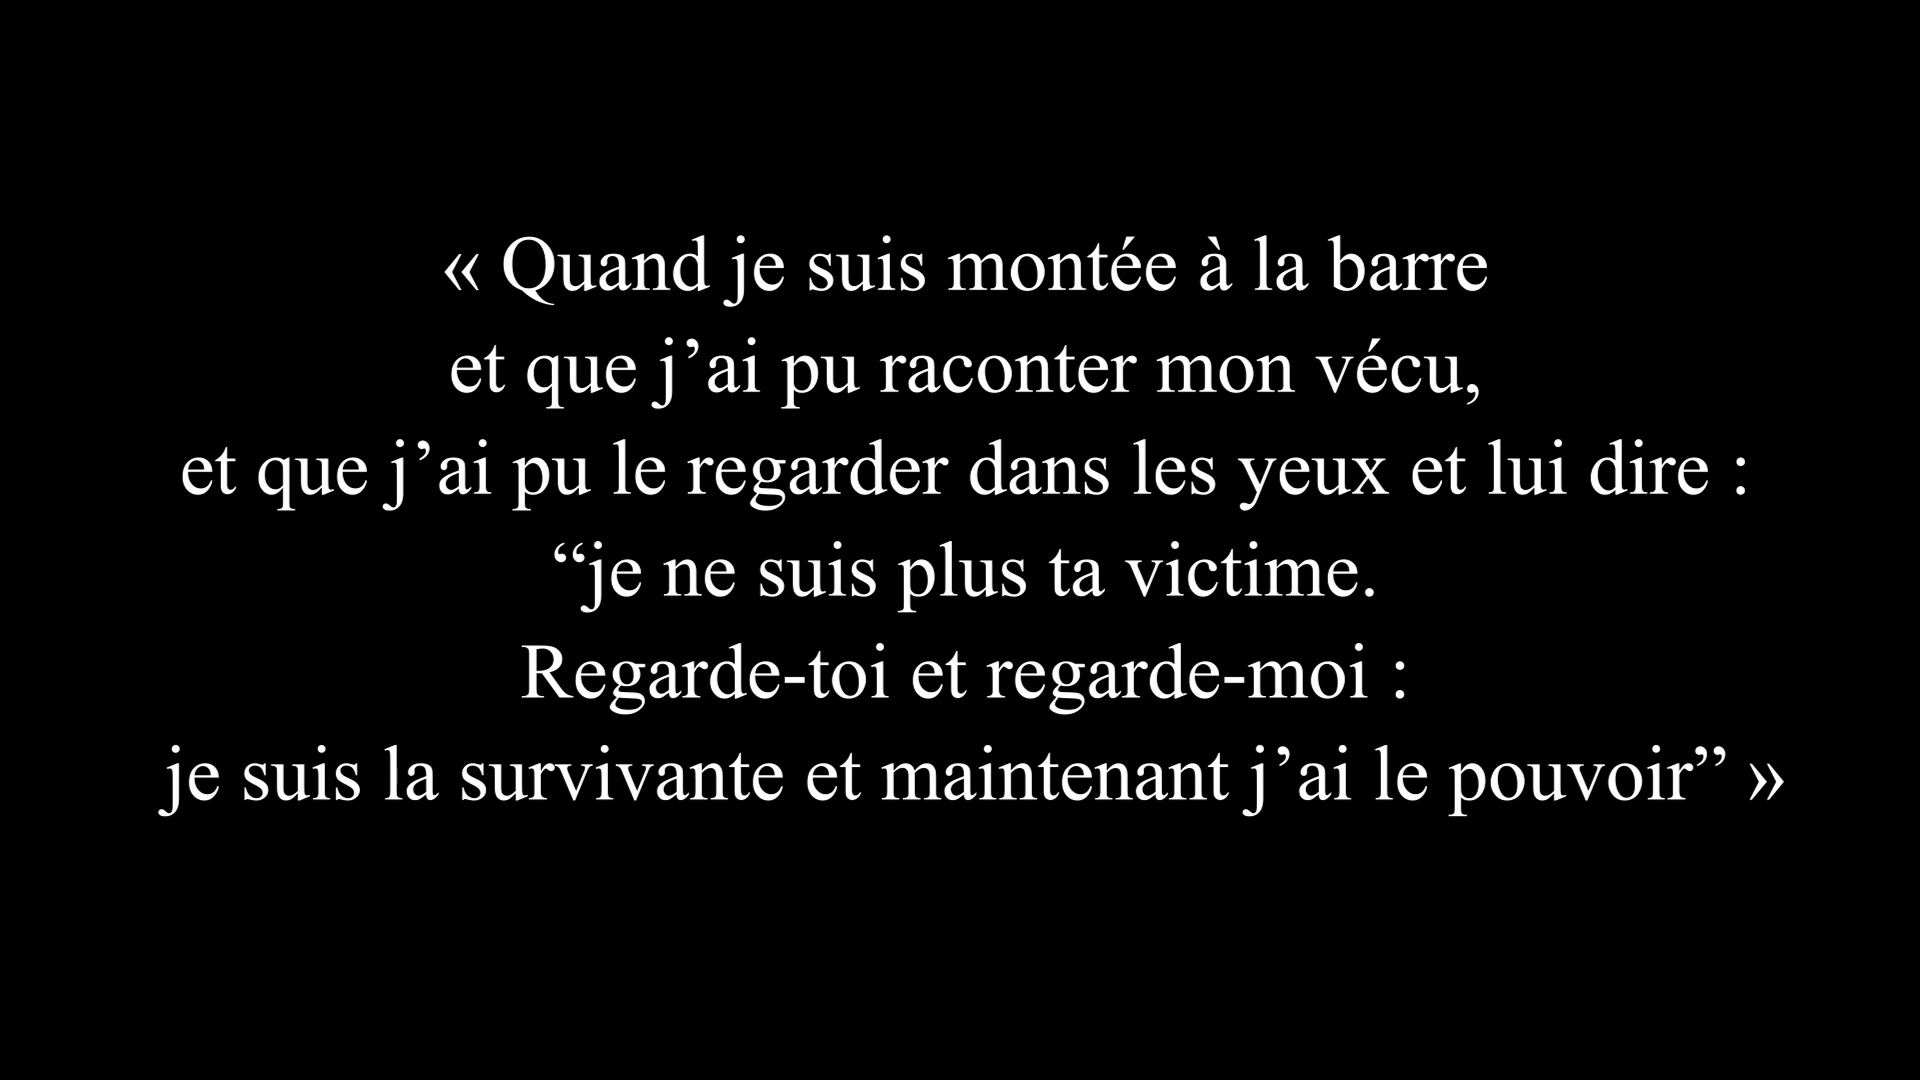 « Quand je suis montée à la barre
et que j’ai pu raconter mon vécu,
et que j’ai pu le regarder dans les yeux et lui dire :
“je ne suis plus ta victime.
Regarde-toi et regarde-moi :
je suis la survivante et maintenant j’ai le pouvoir” »